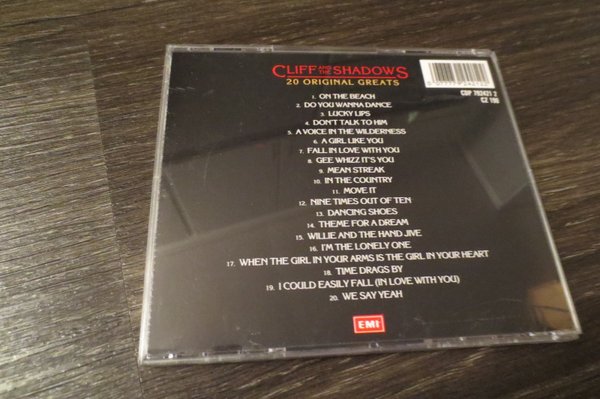 CLIFF AND THE SHADOWS
20 ORIGINAL GREATS
CDP 792421 2
CZ 196
1. ON THE BEACH
2. DO YOU WANNA DANCE
3. LUCKY LIPS
4. DON'T TALK TO HIM
5. A VOICE IN THE WILDERNESS
6. A GIRL LIKE YOU
7. FALL IN LOVE WITH YOU
8. GEE WHIZZ IT'S YOU
9. MEAN STREAK
10. IN THE COUNTRY
11. MOVE IT
12. NINE TIMES OUT OF TEN
13. DANCING SHOES
14. THEME FOR A DREAM
15. WILLIE AND THE HAND JIVE
16. I'M THE LONELY ONE
17. WHEN THE GIRL IN YOUR ARMS IS THE GIRL IN YOUR HEART
18. TIME DRAGS BY
19. I COULD EASILY FALL (IN LOVE WITH YOU)
20. WE SAY YEAH
EMI